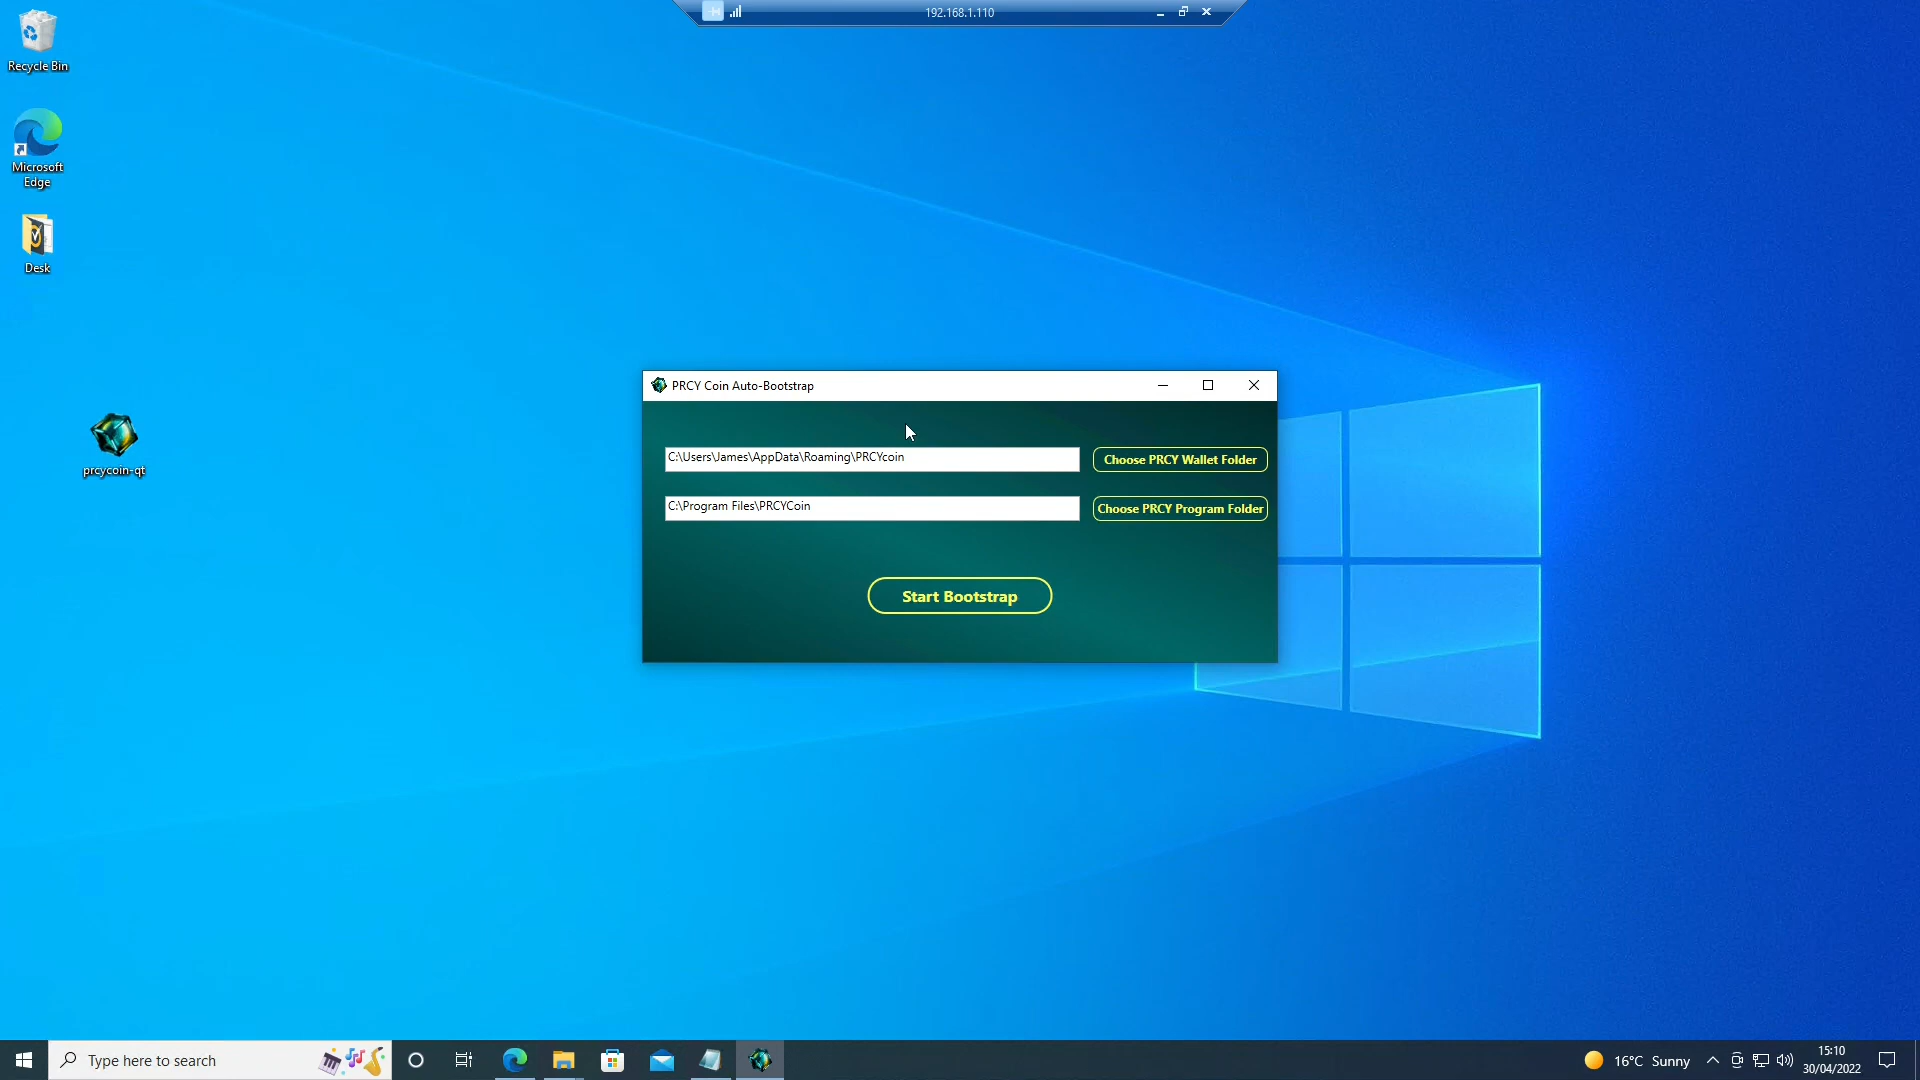 192.168.1.110
Recycle Bin
Microsoft
Edge
Desk
prcycoin-qt
PRCY Coin Auto-Bootstrap
C:\Users\James\AppData\Roaming\PRCYcoin
Choose PRCY Wallet Folder
C:\Program Files\PRCYCoin
Choose PRCY Program Folder
Start Bootstrap
Type here to search
16°C Sunny
15:10
30/04/2022